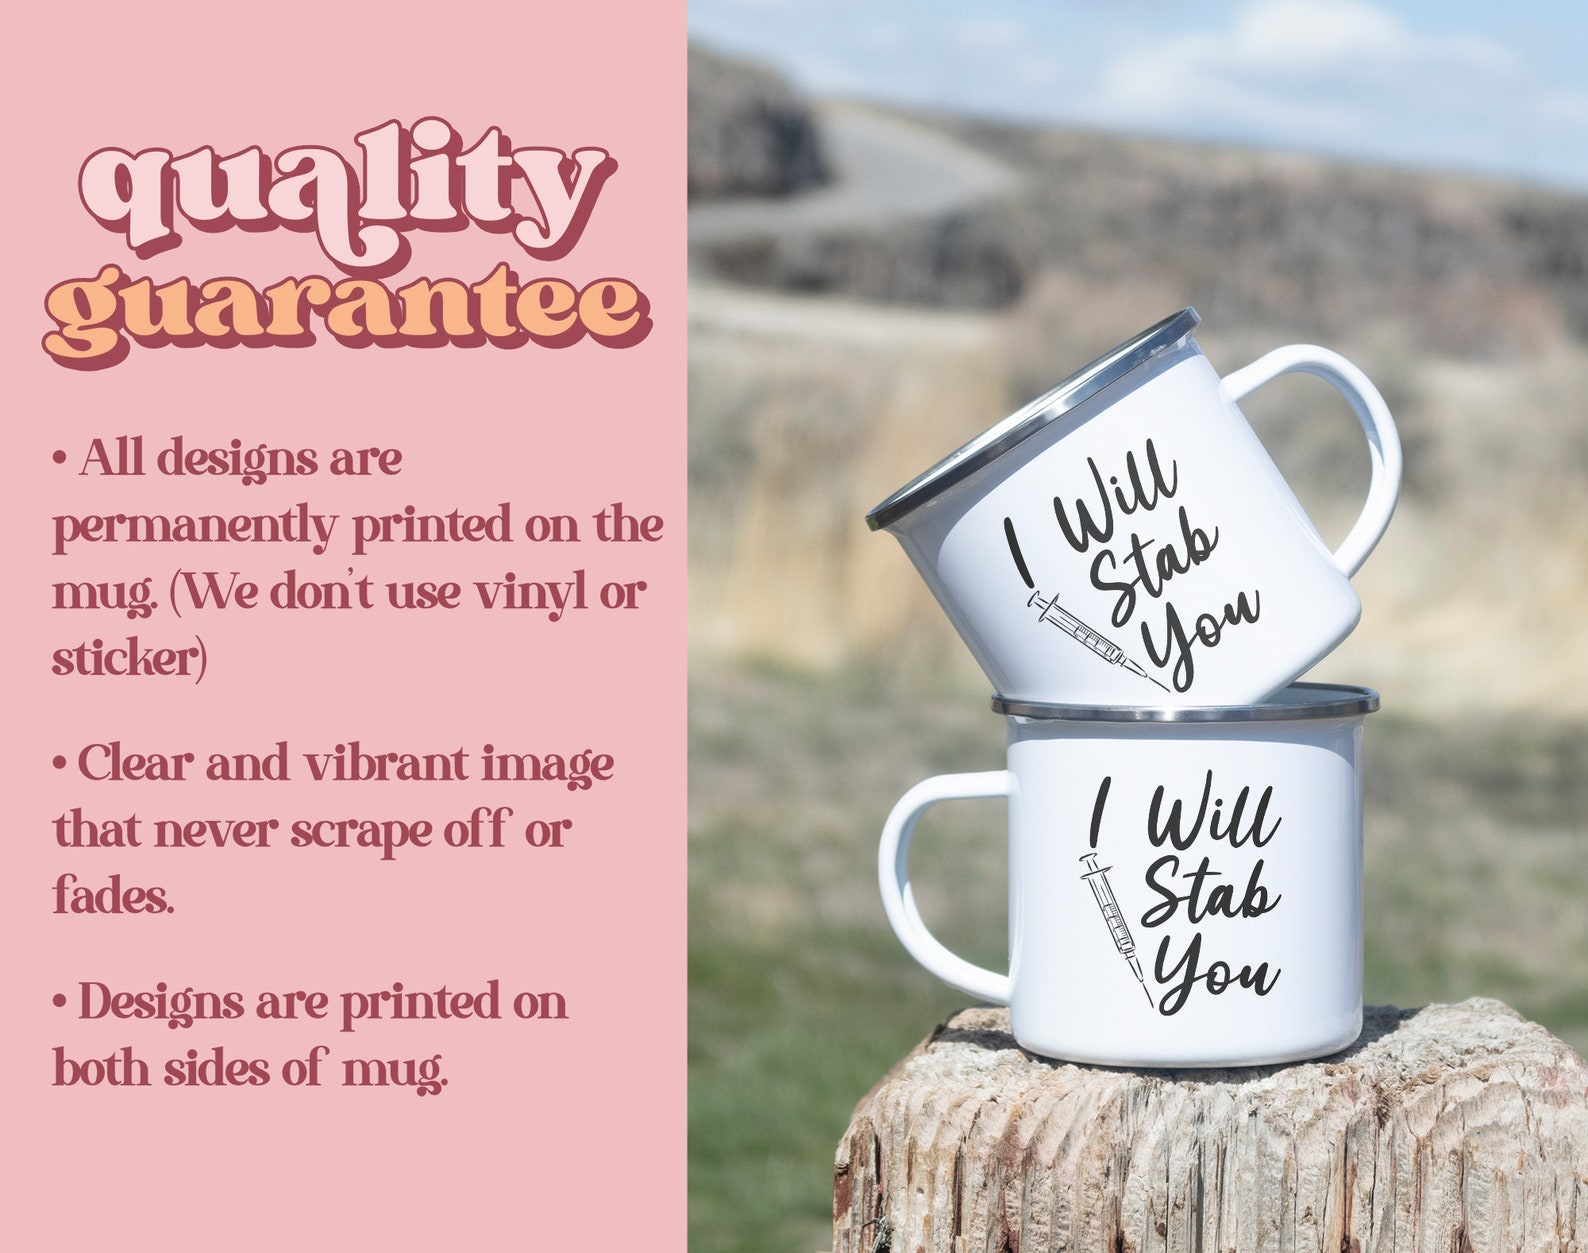 quality
guarantee
• All designs are
permanently printed on the
mug. (We don't use vinyl or
sticker)
• Clear and vibrant image
that never scrape off or
fades.
• Designs are printed on
both sides of mug.
I Will
Stab
You
I Will
Stab
You